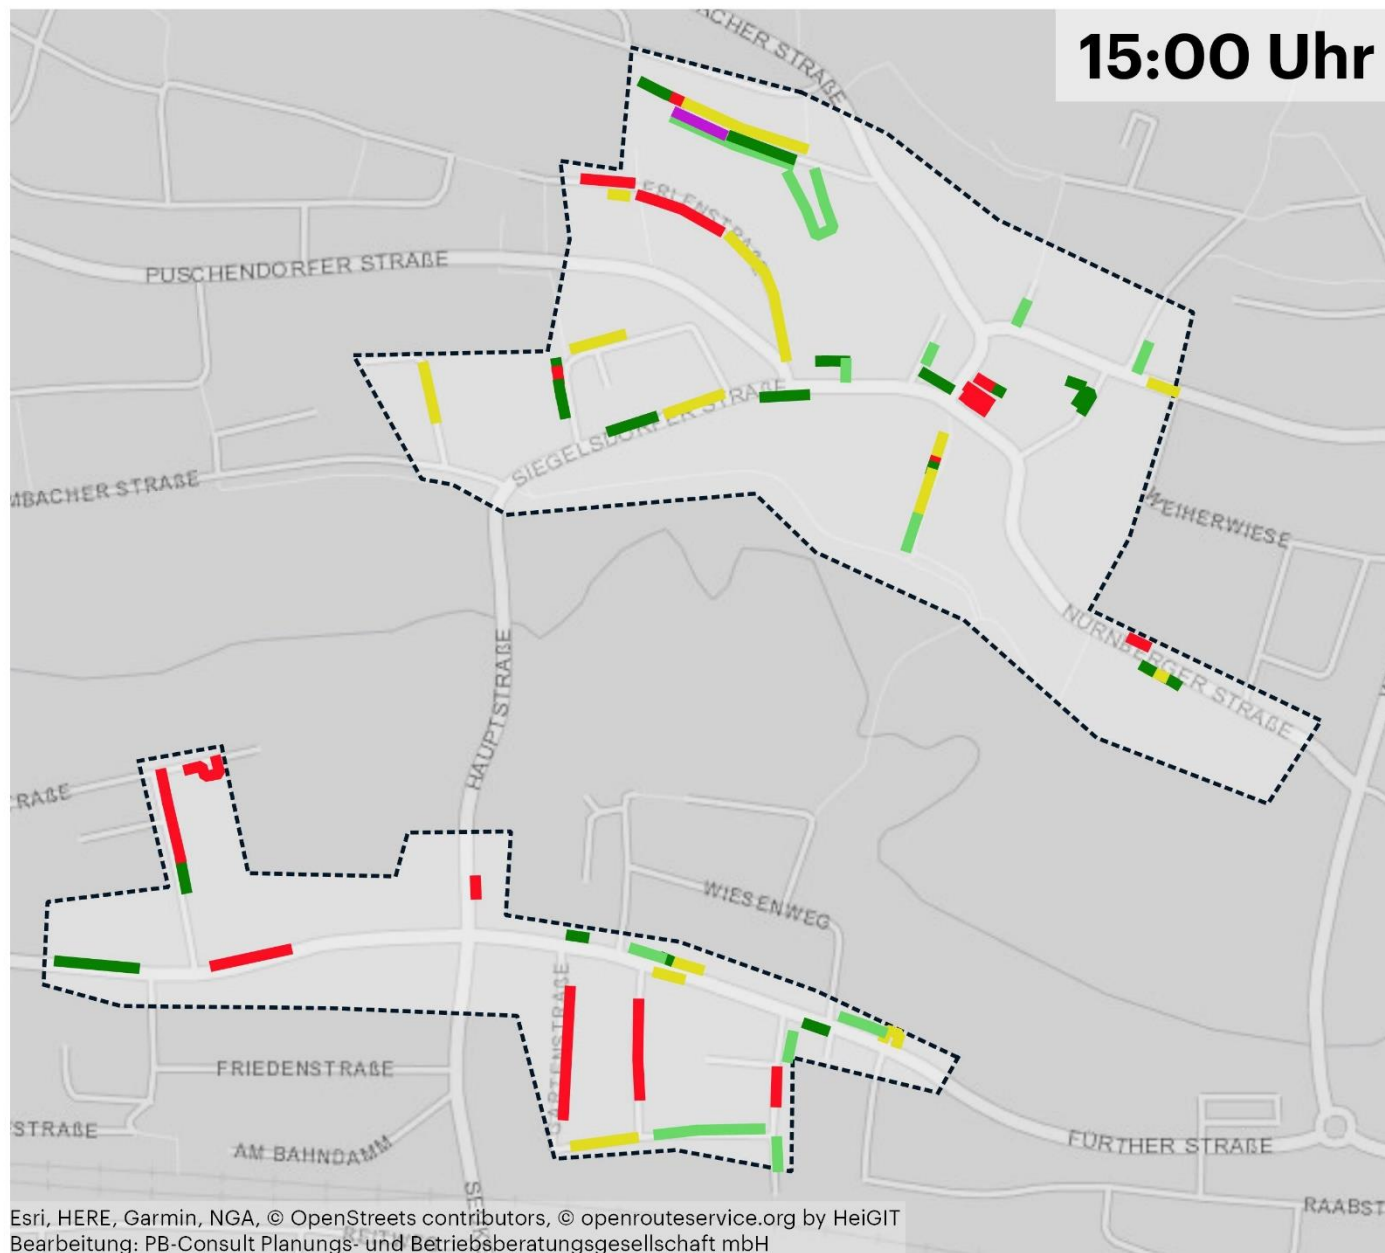 15:00 Uhr
ACHER STRAßE
ERLENSTRAßE
PUSCHENDORFER STRAßE
SIEGELSDORFER STRAßE
MBACHER STRAßE
WEIHERWIESE
NÜRNBERGER STRAßE
HAUPTSTRAßE
RAßE
WIESENWEG
GARTENSTRAßE
FRIEDENSTRAßE
STRAßE
AM BAHNDAMM
FÜRTHER STRAßE
RAABST
Esri, HERE, Garmin, NGA, © OpenStreets contributors, © openrouteservice.org by HeiGIT
REITWEG
Bearbeitung: PB-Consult Planungs- und Betriebsberatungsgesellschaft mbH